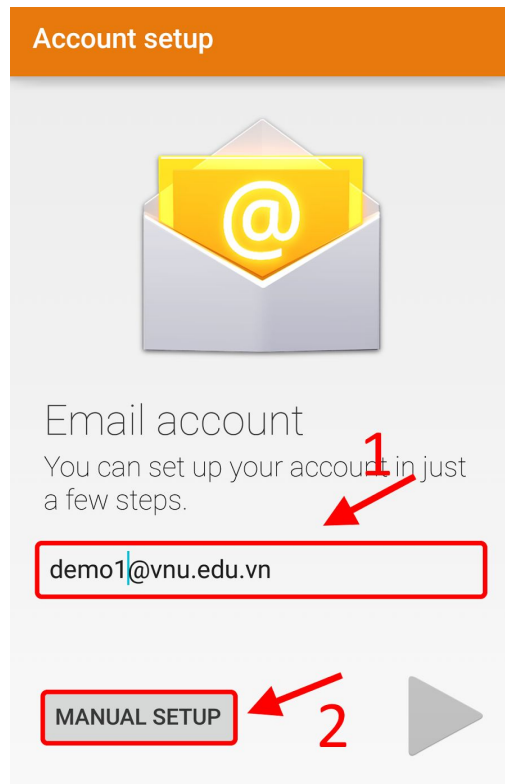 Account setup
@
Email account
1
You can set up your account in just
a few steps.
demo1@vnu.edu.vn
MANUAL SETUP
2